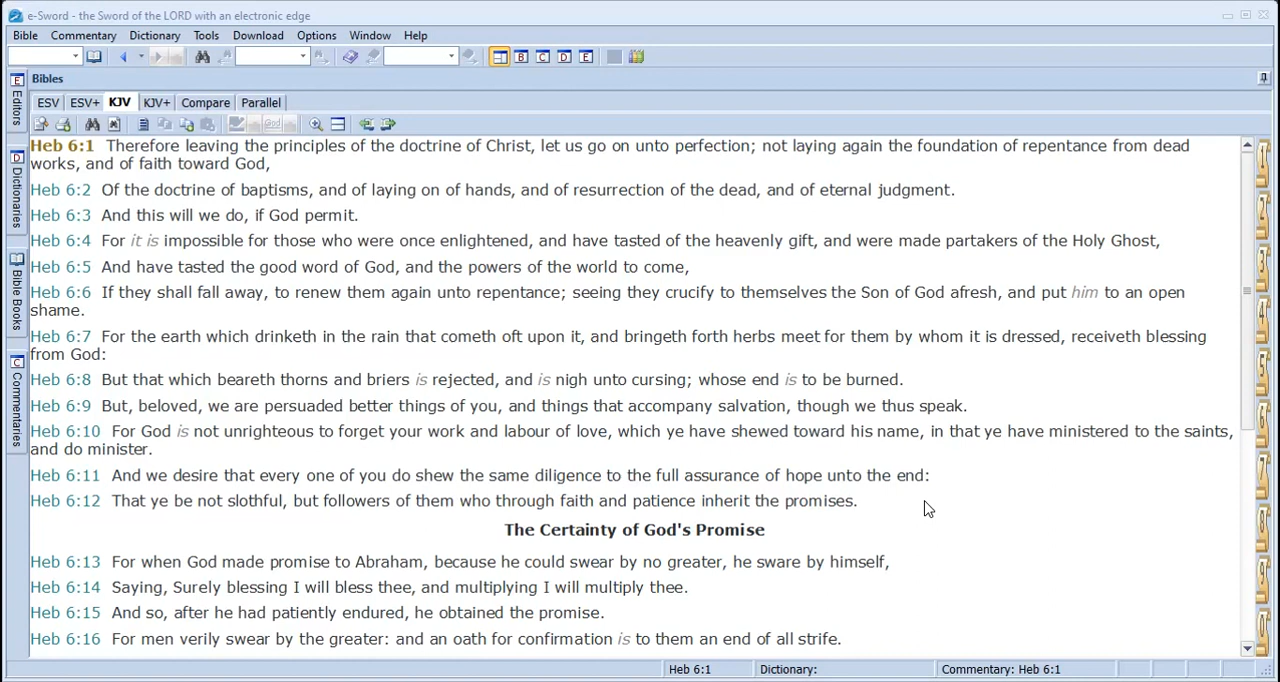 e-Sword - the Sword of the LORD with an electronic edge
Bible Commentary Dictionary Tools Download Options Window Help
B C D E
Bibles
ESV ESV+ KJV KJV+ Compare Parallel
God
E Editors
D Dictionaries
Bible Books
C Commentaries
Heb 6:1 Therefore leaving the principles of the doctrine of Christ, let us go on unto perfection; not laying again the foundation of repentance from dead
works, and of faith toward God,
Heb 6:2 Of the doctrine of baptisms, and of laying on of hands, and of resurrection of the dead, and of eternal judgment.
Heb 6:3 And this will we do, if God permit.
Heb 6:4 For it is impossible for those who were once enlightened, and have tasted of the heavenly gift, and were made partakers of the Holy Ghost,
Heb 6:5 And have tasted the good word of God, and the powers of the world to come,
Heb 6:6 If they shall fall away, to renew them again unto repentance; seeing they crucify to themselves the Son of God afresh, and put him to an open
shame.
Heb 6:7 For the earth which drinketh in the rain that cometh oft upon it, and bringeth forth herbs meet for them by whom it is dressed, receiveth blessing
from God:
Heb 6:8 But that which beareth thorns and briers is rejected, and is nigh unto cursing; whose end is to be burned.
Heb 6:9 But, beloved, we are persuaded better things of you, and things that accompany salvation, though we thus speak.
Heb 6:10 For God is not unrighteous to forget your work and labour of love, which ye have shewed toward his name, in that ye have ministered to the saints,
and do minister.
Heb 6:11 And we desire that every one of you do shew the same diligence to the full assurance of hope unto the end:
Heb 6:12 That ye be not slothful, but followers of them who through faith and patience inherit the promises.
The Certainty of God's Promise
Heb 6:13 For when God made promise to Abraham, because he could swear by no greater, he sware by himself,
Heb 6:14 Saying, Surely blessing I will bless thee, and multiplying I will multiply thee.
Heb 6:15 And so, after he had patiently endured, he obtained the promise.
Heb 6:16 For men verily swear by the greater: and an oath for confirmation is to them an end of all strife.
1
2
3
4
5
6
7
8
9
0
Heb 6:1 Dictionary: Commentary: Heb 6:1